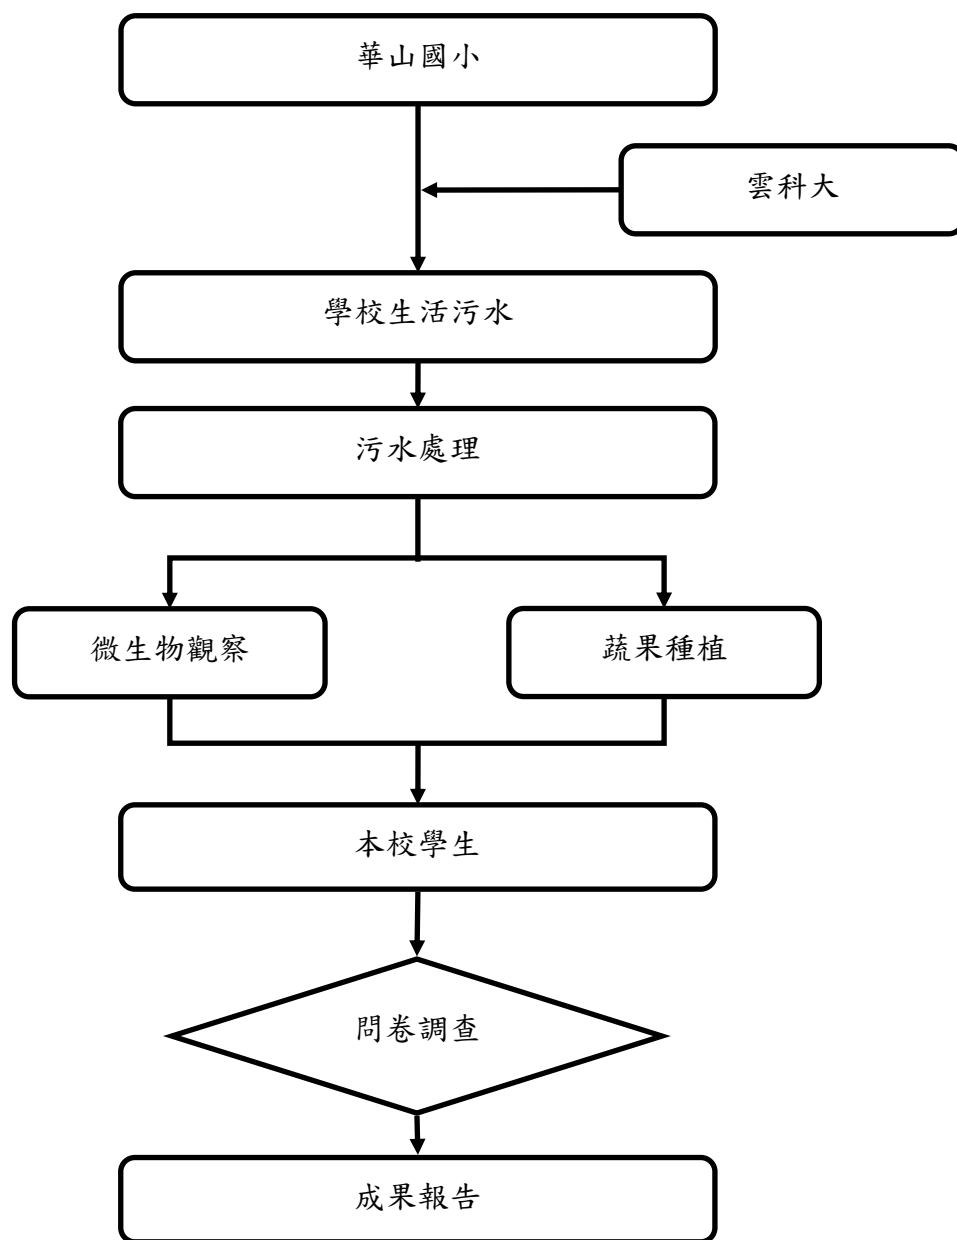 華山國小
雲科大
學校生活污水
污水處理
微生物觀察
蔬果種植
本校學生
問卷調查
成果報告